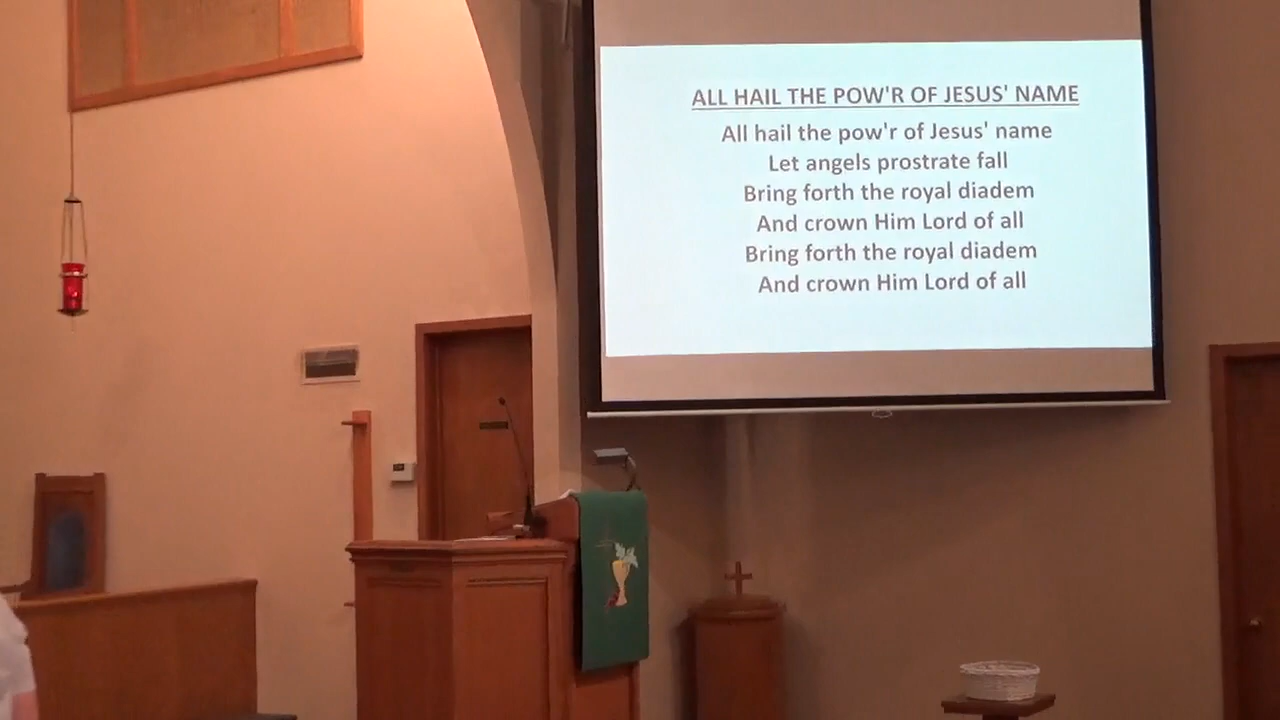 ALL HAIL THE POW'R OF JESUS' NAME
All hail the pow'r of Jesus' name
Let angels prostrate fall
Bring forth the royal diadem
And crown Him Lord of all
Bring forth the royal diadem
And crown Him Lord of all